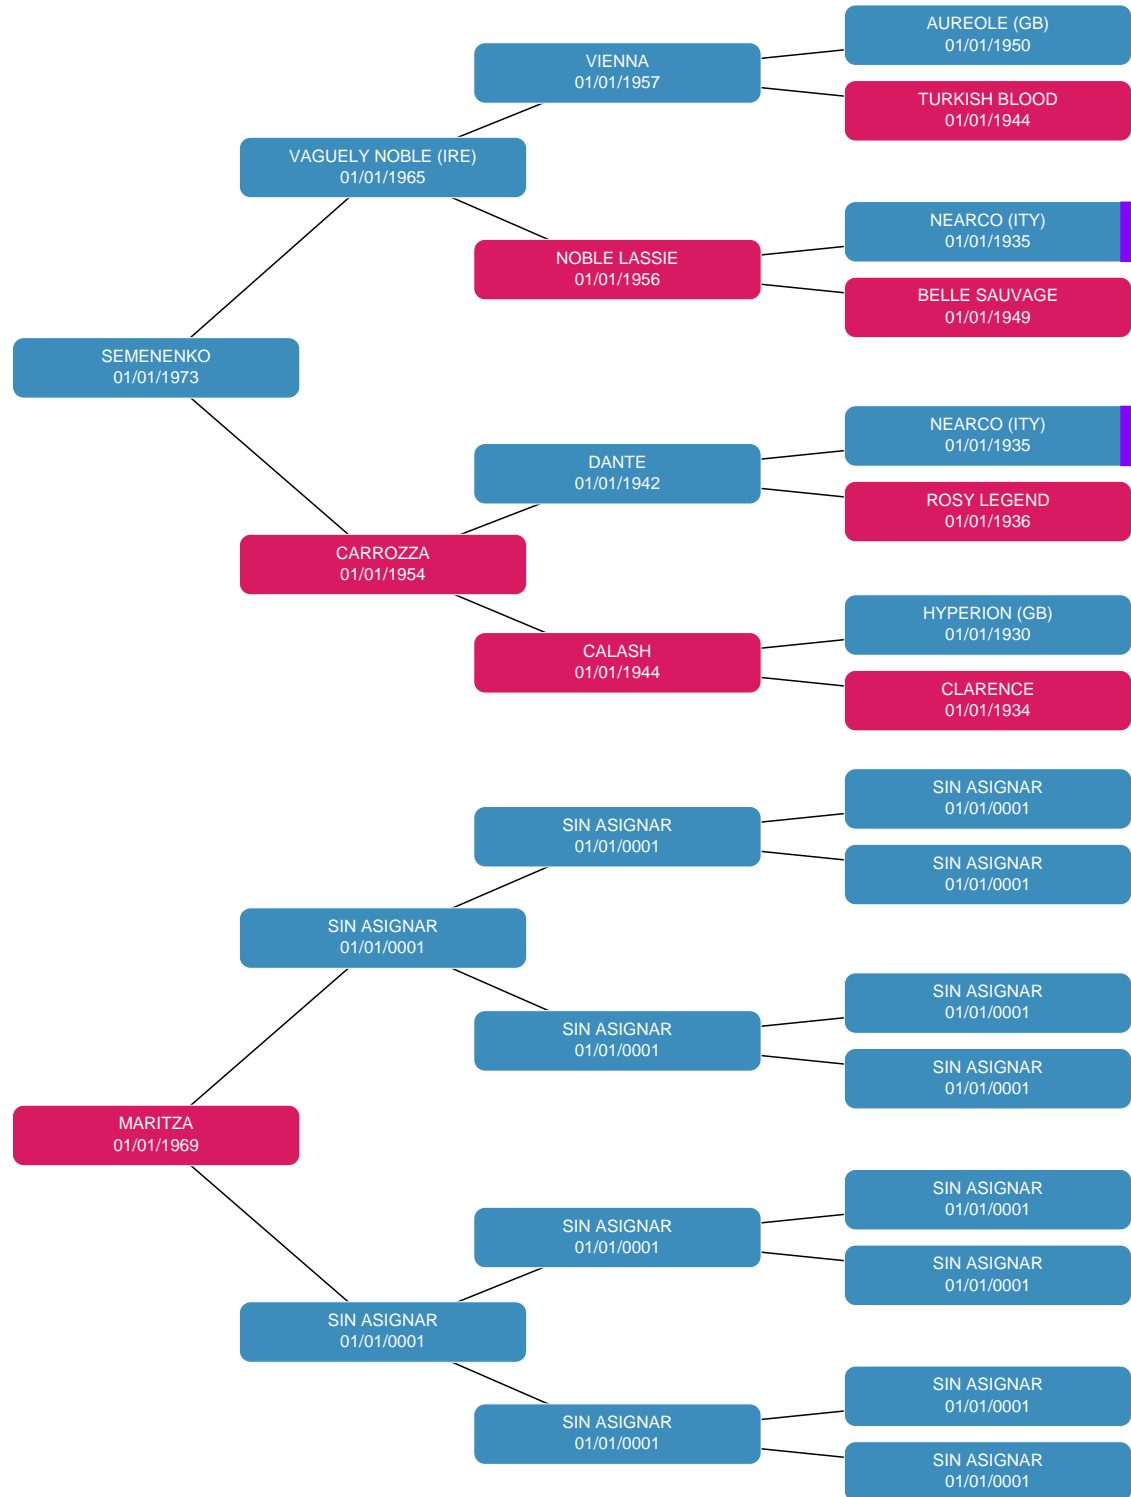 AUREOLE (GB)
01/01/1950
VIENNA
01/01/1957
TURKISH BLOOD
01/01/1944
VAGUELY NOBLE (IRE)
01/01/1965
NEARCO (ITY)
01/01/1935
NOBLE LASSIE
01/01/1956
BELLE SAUVAGE
01/01/1949
SEMENENKO
01/01/1973
NEARCO (ITY)
01/01/1935
DANTE
01/01/1942
ROSY LEGEND
01/01/1936
CARROZZA
01/01/1954
HYPERION (GB)
01/01/1930
CALASH
01/01/1944
CLARENCE
01/01/1934
SIN ASIGNAR
01/01/0001
SIN ASIGNAR
01/01/0001
SIN ASIGNAR
01/01/0001
SIN ASIGNAR
01/01/0001
SIN ASIGNAR
01/01/0001
SIN ASIGNAR
01/01/0001
SIN ASIGNAR
01/01/0001
MARITZA
01/01/1969
SIN ASIGNAR
01/01/0001
SIN ASIGNAR
01/01/0001
SIN ASIGNAR
01/01/0001
SIN ASIGNAR
01/01/0001
SIN ASIGNAR
01/01/0001
SIN ASIGNAR
01/01/0001
SIN ASIGNAR
01/01/0001